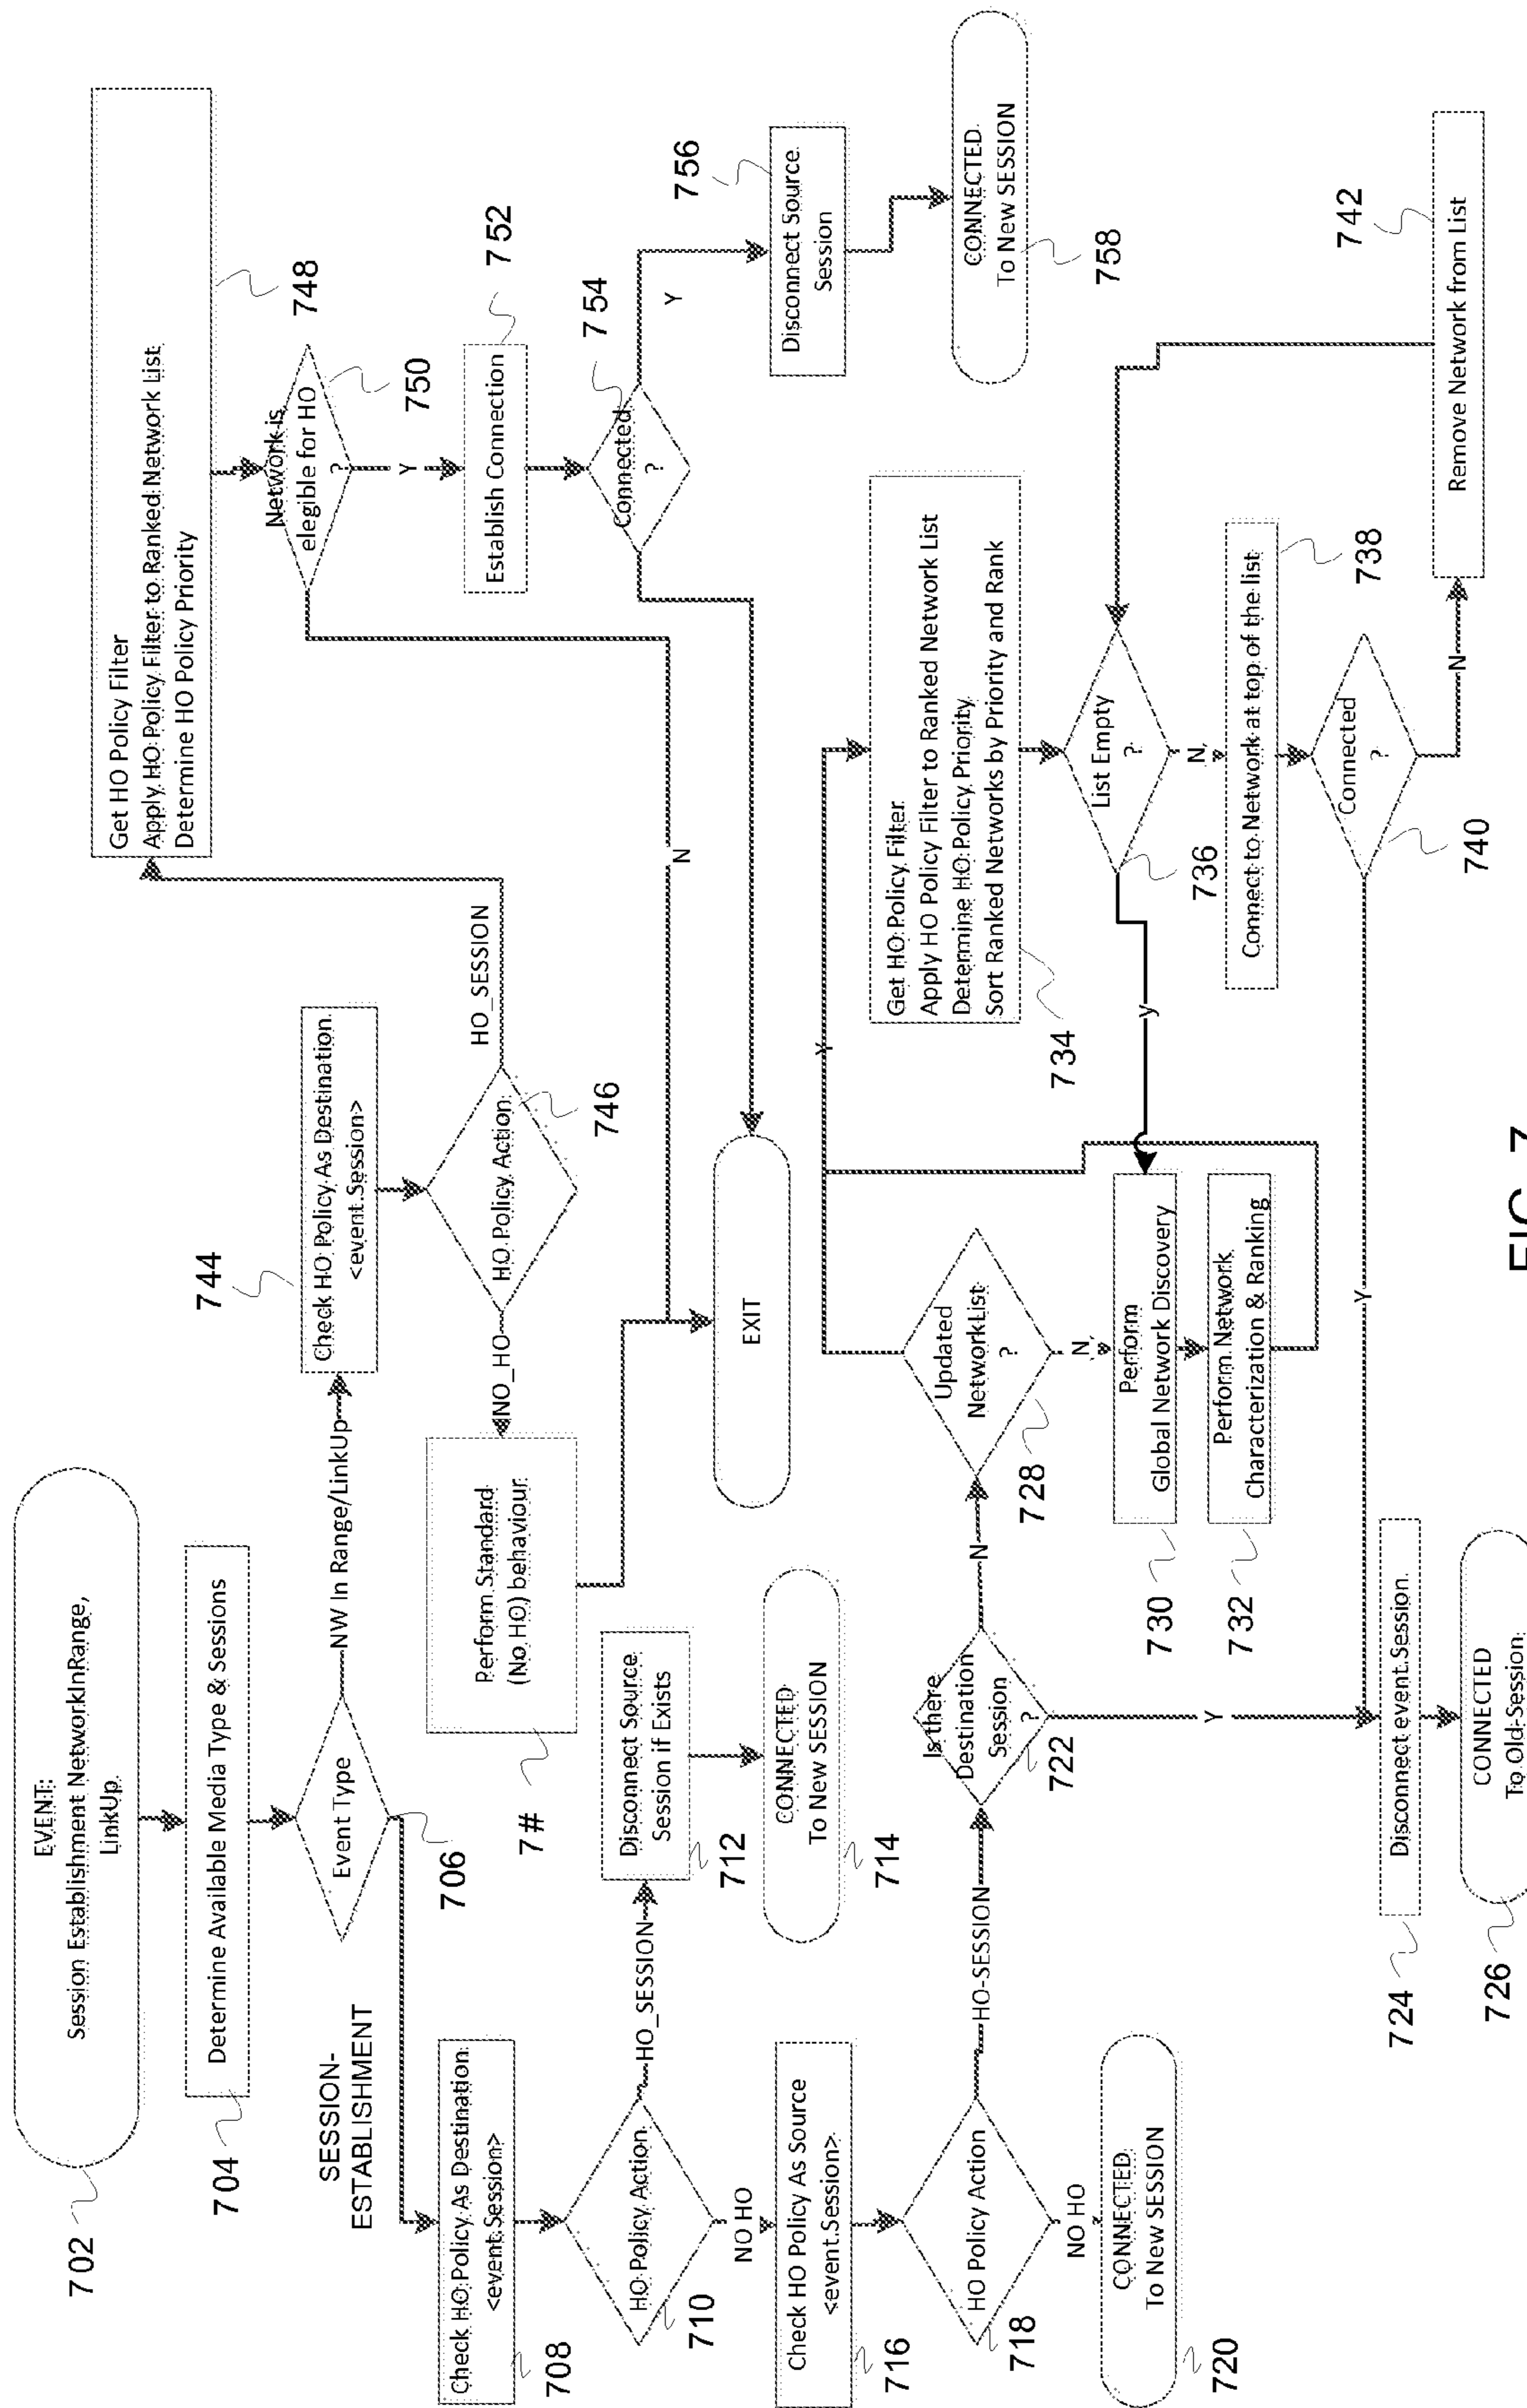 702
EVENT:
Session Establishment NetworkInRange,
LinkUp
704
Determine Available Media Type & Sessions
706
Event Type
NW In Range/LinkUp
SESSION-
ESTABLISHMENT
708
Check HO Policy As Destination
<event.Session>
710
HO Policy Action
HO_SESSION
712
Disconnect Source
Session if Exists
714
CONNECTED
To New SESSION
NO HO
716
Check HO Policy As Source
<event.Session>
718
HO Policy Action
NO HO
720
CONNECTED
To New SESSION
HO-SESSION
722
Is there
Destination
Session
?
Y
N
724
Disconnect event.Session
726
CONNECTED
To Old Session
728
Updated
NetworkList
?
N
Y
730
Perform
Global Network Discovery
732
Perform Network
Characterization & Ranking
734
Get HO Policy Filter
Apply HO Policy Filter to Ranked Network List
Determine HO Policy Priority
Sort Ranked Networks by Priority and Rank
736
List Empty
?
y
N
738
Connect to Network at top of the list
740
Connected
?
Y
N
742
Remove Network from List
744
Check HO Policy As Destination
<event.Session>
746
HO Policy Action
NO_HO
HO_SESSION
7#
Perform Standard
(No HO) behaviour
EXIT
748
Get HO Policy Filter
Apply HO Policy Filter to Ranked Network List
Determine HO Policy Priority
750
Network is
elegible for HO
?
N
Y
752
Establish Connection
754
Connected
?
Y
756
Disconnect Source
Session
758
CONNECTED
To New SESSION
FIG. 7